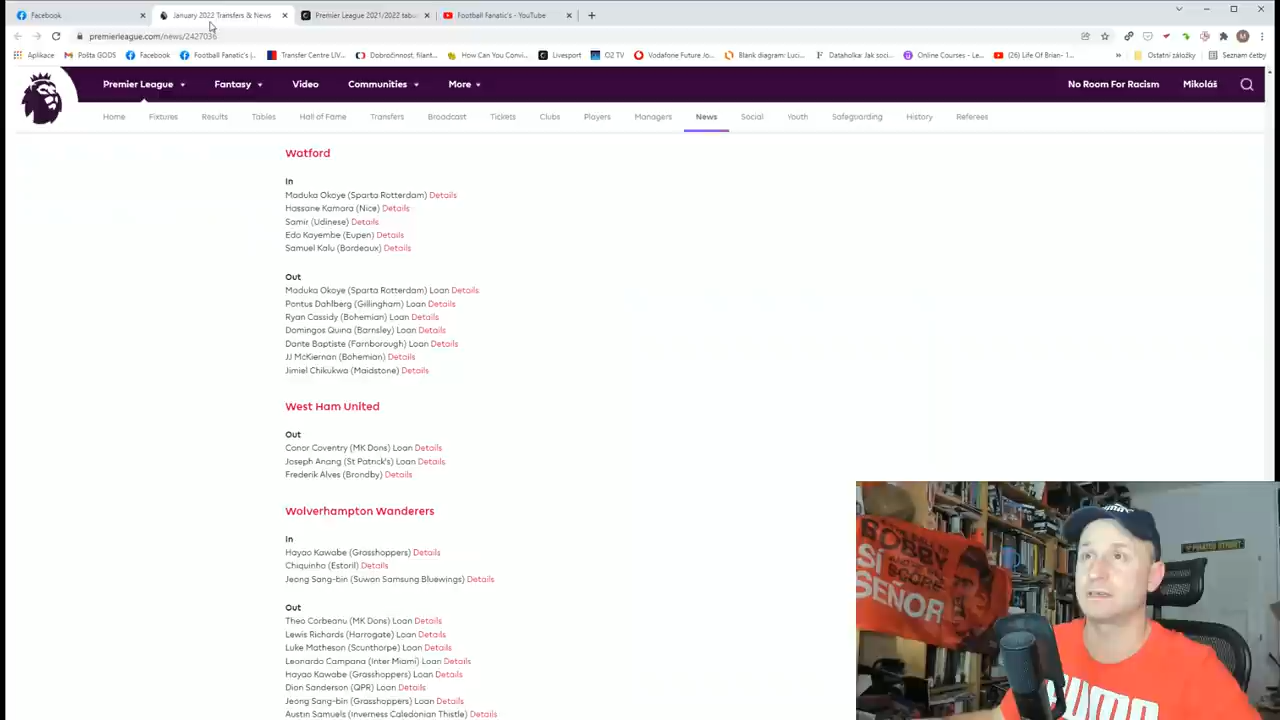 Facebook
January 2022 Transfers & News
Premier League 2021/2022 tabu
Football Fanatic's - YouTube
premierleague.com/news/2427036
Aplikace
Pošta GODS
Facebook
Football Fanatic's |...
Transfer Centre LIV...
Dobročinnost, filant...
How Can You Convi...
Livesport
O2 TV
Vodafone Future Jo...
Blank diagram: Luci...
Dataholka: Jak soci...
Online Courses - Le...
(26) Life Of Brian- 1...
»
Ostatní záložky
Seznam četby
Premier League
Fantasy
Video
Communities
More
No Room For Racism
Mikoláš
Home
Fixtures
Results
Tables
Hall of Fame
Transfers
Broadcast
Tickets
Clubs
Players
Managers
News
Social
Youth
Safeguarding
History
Referees
Watford
In
Maduka Okoye (Sparta Rotterdam) Details
Hassane Kamara (Nice) Details
Samir (Udinese) Details
Edo Kayembe (Eupen) Details
Samuel Kalu (Bordeaux) Details
Out
Maduka Okoye (Sparta Rotterdam) Loan Details
Pontus Dahlberg (Gillingham) Loan Details
Ryan Cassidy (Bohemian) Loan Details
Domingos Quina (Barnsley) Loan Details
Dante Baptiste (Farnborough) Loan Details
JJ McKiernan (Bohemian) Details
Jimiel Chikukwa (Maidstone) Details
West Ham United
Out
Conor Coventry (MK Dons) Loan Details
Joseph Anang (St Patrick's) Loan Details
Frederik Alves (Brondby) Details
Wolverhampton Wanderers
In
Hayao Kawabe (Grasshoppers) Details
Chiquinho (Estoril) Details
Jeong Sang-bin (Suwon Samsung Bluewings) Details
Out
Theo Corbeanu (MK Dons) Loan Details
Lewis Richards (Harrogate) Loan Details
Luke Matheson (Scunthorpe) Loan Details
Leonardo Campana (Inter Miami) Loan Details
Hayao Kawabe (Grasshoppers) Loan Details
Dion Sanderson (QPR) Loan Details
Jeong Sang-bin (Grasshoppers) Loan Details
Austin Samuels (Inverness Caledonian Thistle) Details
BOBBY
SÍ
SEÑOR